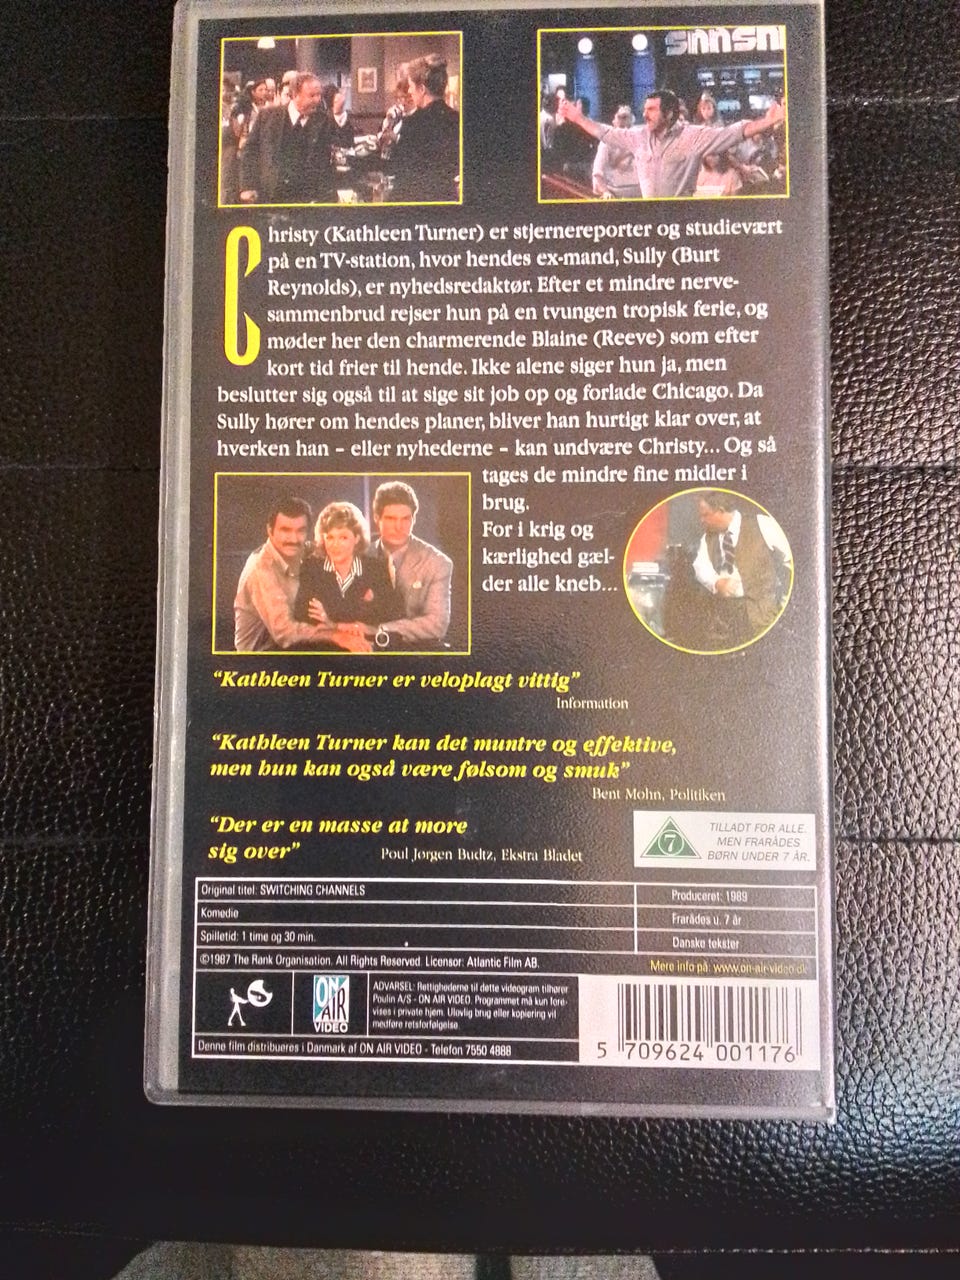 Christy (Kathleen Turner) er stjernereporter og studievært
på en TV-station, hvor hendes ex-mand, Sully (Burt
Reynolds), er nyhedsredaktør. Efter et mindre nerve-
sammenbrud rejser hun på en tvungen tropisk ferie, og
møder her den charmerende Blaine (Reeve) som efter
kort tid frier til hende. Ikke alene siger hun ja, men
beslutter sig også til at sige sit job op og forlade Chicago. Da
Sully hører om hendes planer, bliver han hurtigt klar over, at
hverken han – eller nyhederne – kan undvære Christy... Og så
tages de mindre fine midler i
brug.
For i krig og
kærlighed gæl-
der alle kneb...
"Kathleen Turner er veloplagt vittig"
Information
"Kathleen Turner kan det muntre og effektive,
men hun kan også være følsom og smuk"
Bent Mohn, Politiken
"Der er en masse at more
sig over"
Poul Jørgen Budtz, Ekstra Bladet
7
TILLADT FOR ALLE.
MEN FRARÅDES
BØRN UNDER 7 ÅR.
Original titel: SWITCHING CHANNELS
Produceret: 1989
Komedie
Frarådes u. 7 år
Spilletid: 1 time og 30 min.
Danske tekster
©1987 The Rank Organisation. All Rights Reserved. Licensor: Atlantic Film AB.
Mere info på: www.on-air-video.dk
ON
AIR
VIDEO
ADVARSEL: Rettighederne til dette videogram tilhører
Poulin A/S - ON AIR VIDEO. Programmet må kun fore-
vises i private hjem. Ulovlig brug eller kopiering vil
medføre retsforfølgelse.
Denne film distribueres i Danmark af ON AIR VIDEO - Telefon 7550 4888
5 709624 001176